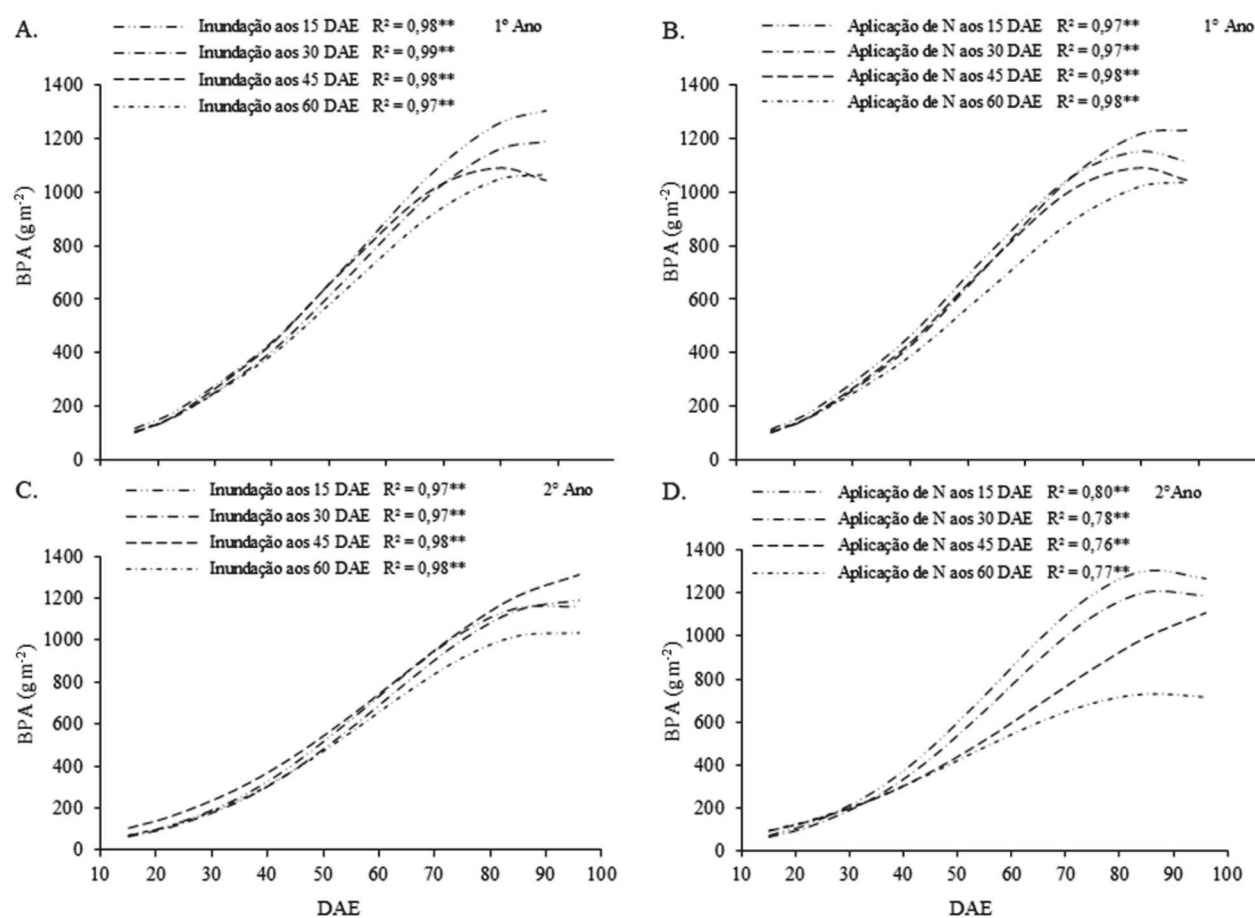 A.
Inundação aos 15 DAE R² = 0,98** 1° Ano
Inundação aos 30 DAE R² = 0,99**
Inundação aos 45 DAE R² = 0,98**
Inundação aos 60 DAE R² = 0,97**
1400
1200
1000
800
600
400
200
0
BPA (g m⁻²)
10 20 30 40 50 60 70 80 90 100
B.
Aplicação de N aos 15 DAE R² = 0,97** 1° Ano
Aplicação de N aos 30 DAE R² = 0,97**
Aplicação de N aos 45 DAE R² = 0,98**
Aplicação de N aos 60 DAE R² = 0,98**
1400
1200
1000
800
600
400
200
0
BPA (g m⁻²)
C.
Inundação aos 15 DAE R² = 0,97** 2° Ano
Inundação aos 30 DAE R² = 0,97**
Inundação aos 45 DAE R² = 0,98**
Inundação aos 60 DAE R² = 0,98**
1400
1200
1000
800
600
400
200
0
BPA (g m⁻²)
10 20 30 40 50 60 70 80 90 100
DAE
D.
Aplicação de N aos 15 DAE R² = 0,80** 2°Ano
Aplicação de N aos 30 DAE R² = 0,78**
Aplicação de N aos 45 DAE R² = 0,76**
Aplicação de N aos 60 DAE R² = 0,77**
1400
1200
1000
800
600
400
200
0
BPA (g m⁻²)
10 20 30 40 50 60 70 80 90 100
DAE